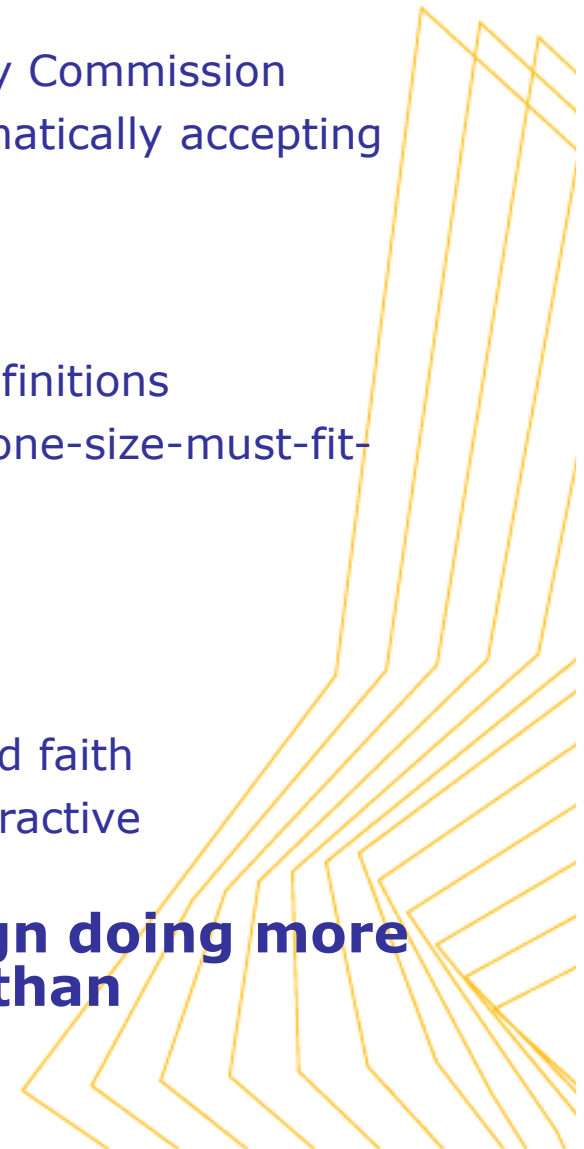 y Commission
natically accepting
finitions
one-size-must-fit-
d faith
ractive
gn doing more
than